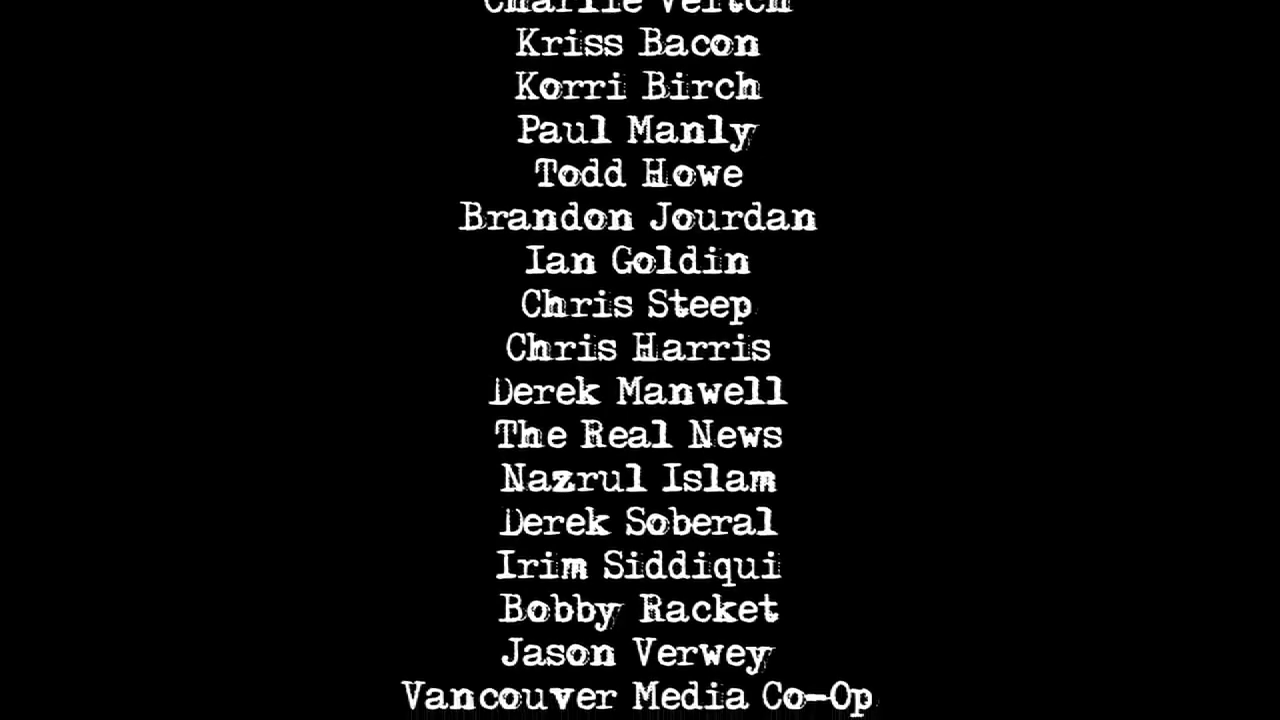 Charlie Veitch
Kriss Bacon
Korri Birch
Paul Manly
Todd Howe
Brandon Jourdan
Ian Goldin
Chris Steep
Chris Harris
Derek Manwell
The Real News
Nazrul Islam
Derek Soberal
Irim Siddiqui
Bobby Racket
Jason Verwey
Vancouver Media Co-Op